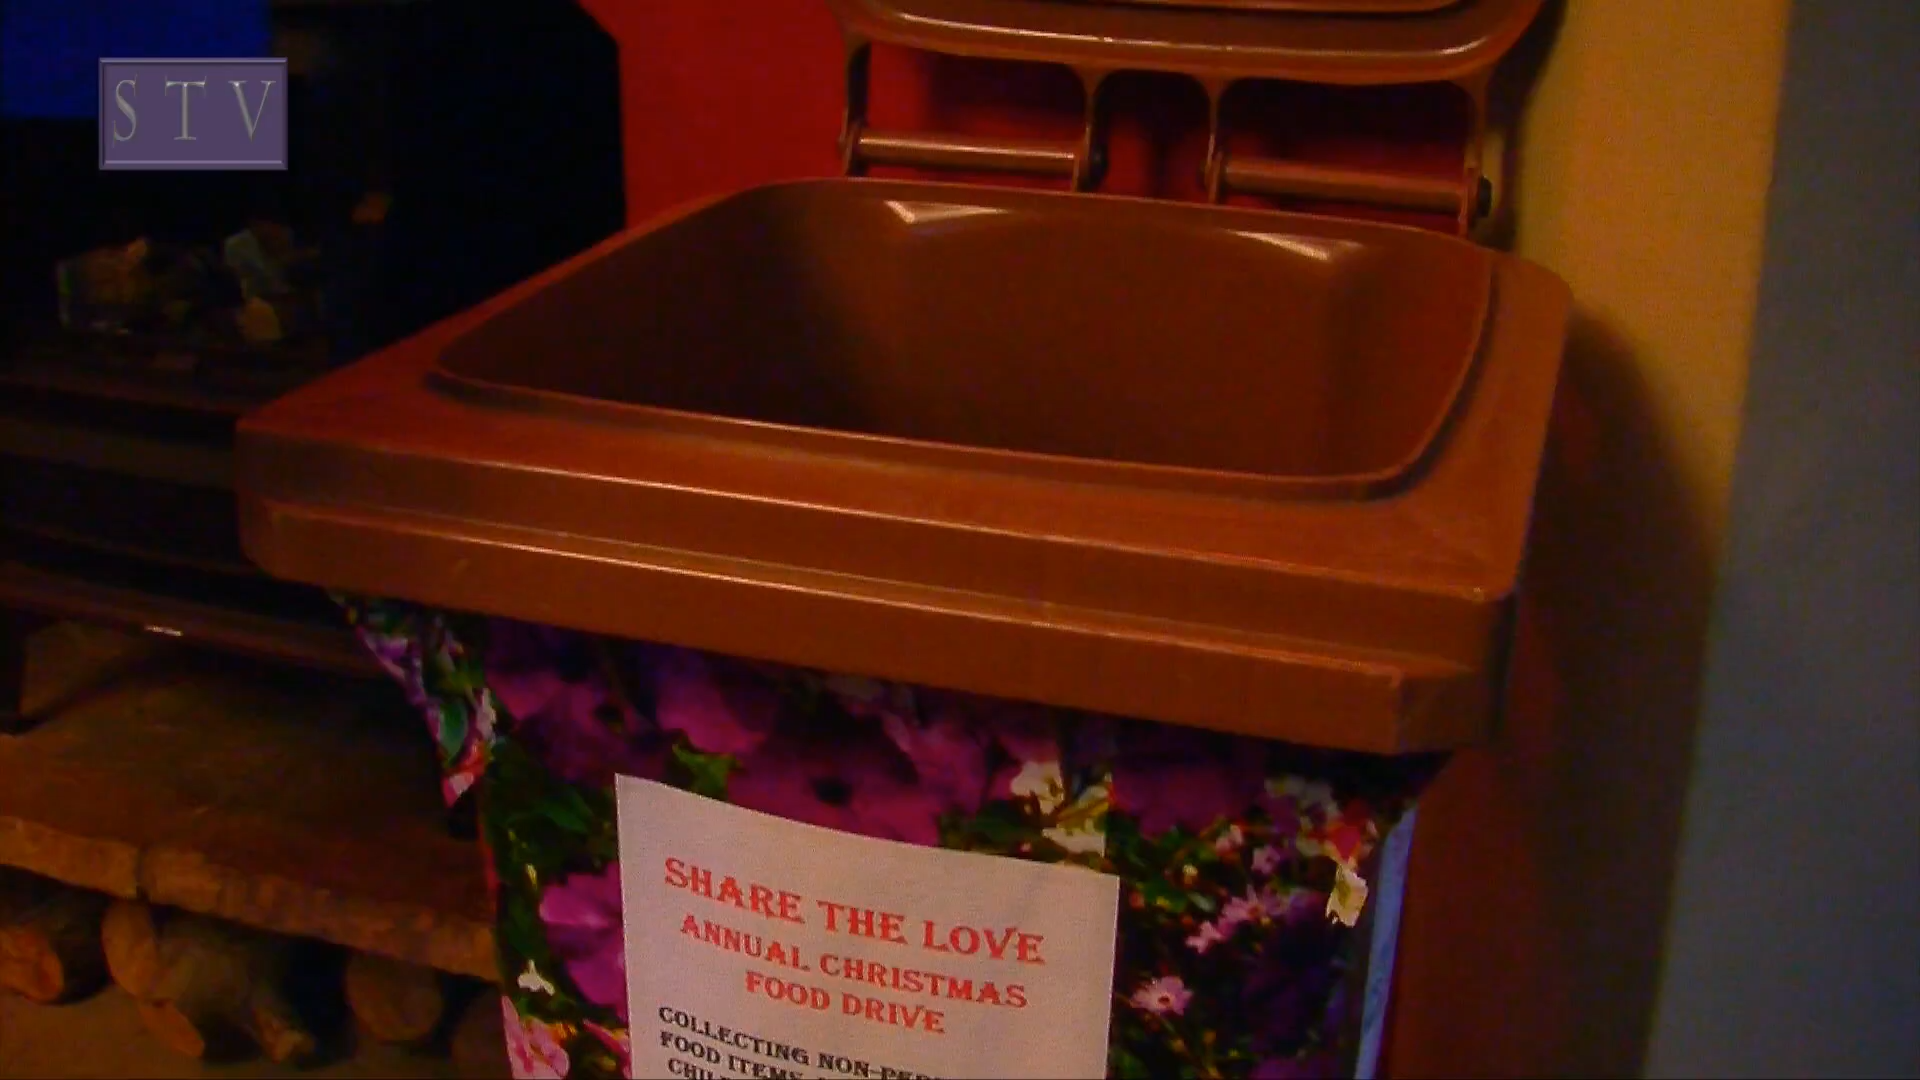 STV
SHARE THE LOVE
ANNUAL CHRISTMAS
FOOD DRIVE
COLLECTING
FOOD ITEMS